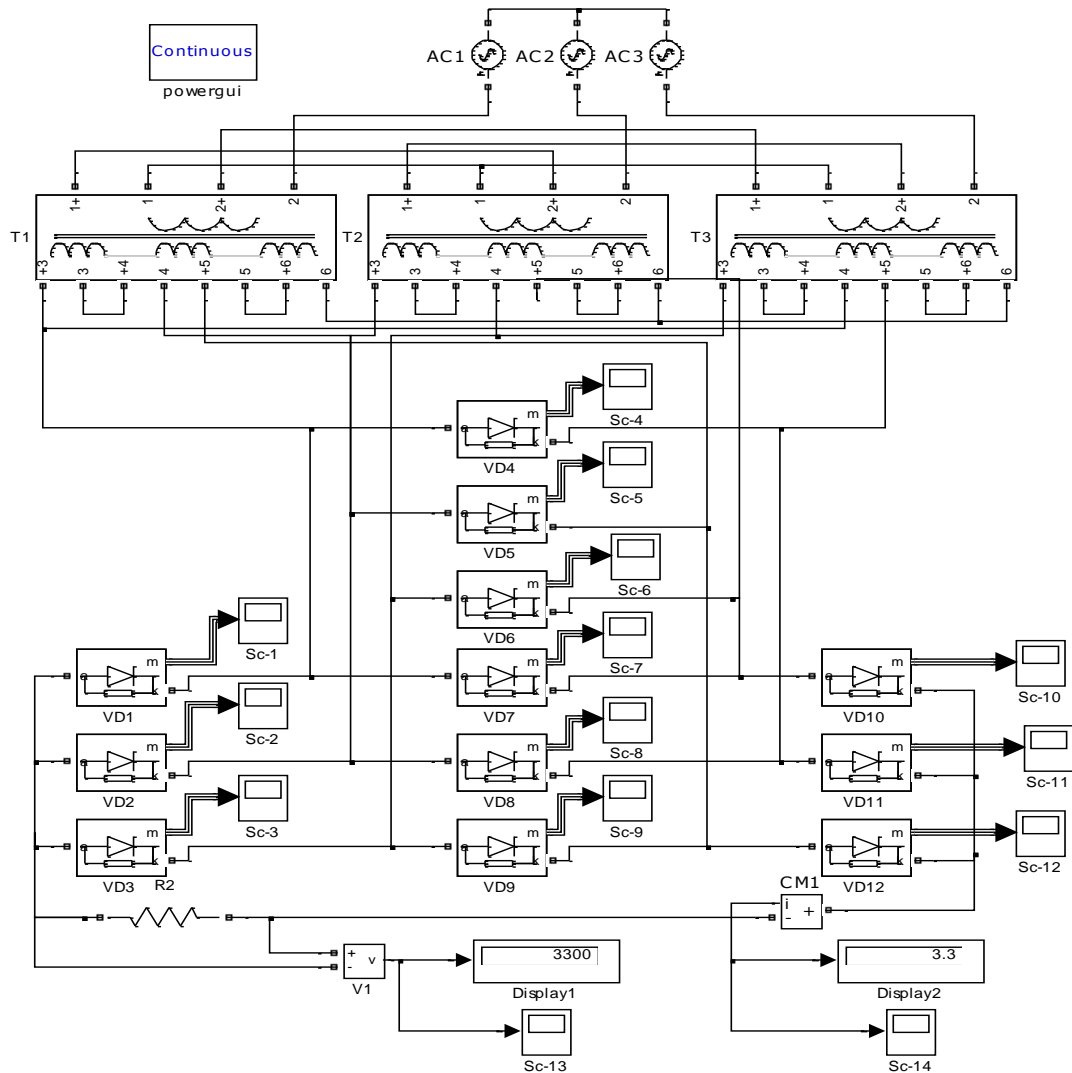 Continuous
powergui
AC1 AC2 AC3
1+ 1 2+ 2 1+ 1 2+ 2 1+ 1 2+ 2
T1 T2 T3
+3 3 +4 4 +5 5 +6 6 +3 3 +4 4 +5 5 +6 6 +3 3 +4 4 +5 5 +6 6
m
a k
Sc-4
VD4
m
a k
Sc-5
VD5
m
a k
Sc-6
VD6
m
a k
Sc-1
VD1
m
a k
Sc-7
VD7
m
a k
Sc-10
VD10
m
a k
Sc-2
VD2
m
a k
Sc-8
VD8
m
a k
Sc-11
VD11
m
a k
Sc-3
VD3
m
a k
Sc-9
VD9
m
a k
Sc-12
VD12
R2
CM1
i
+
-
+
-
v
V1
3300
Display1
3.3
Display2
Sc-13
Sc-14